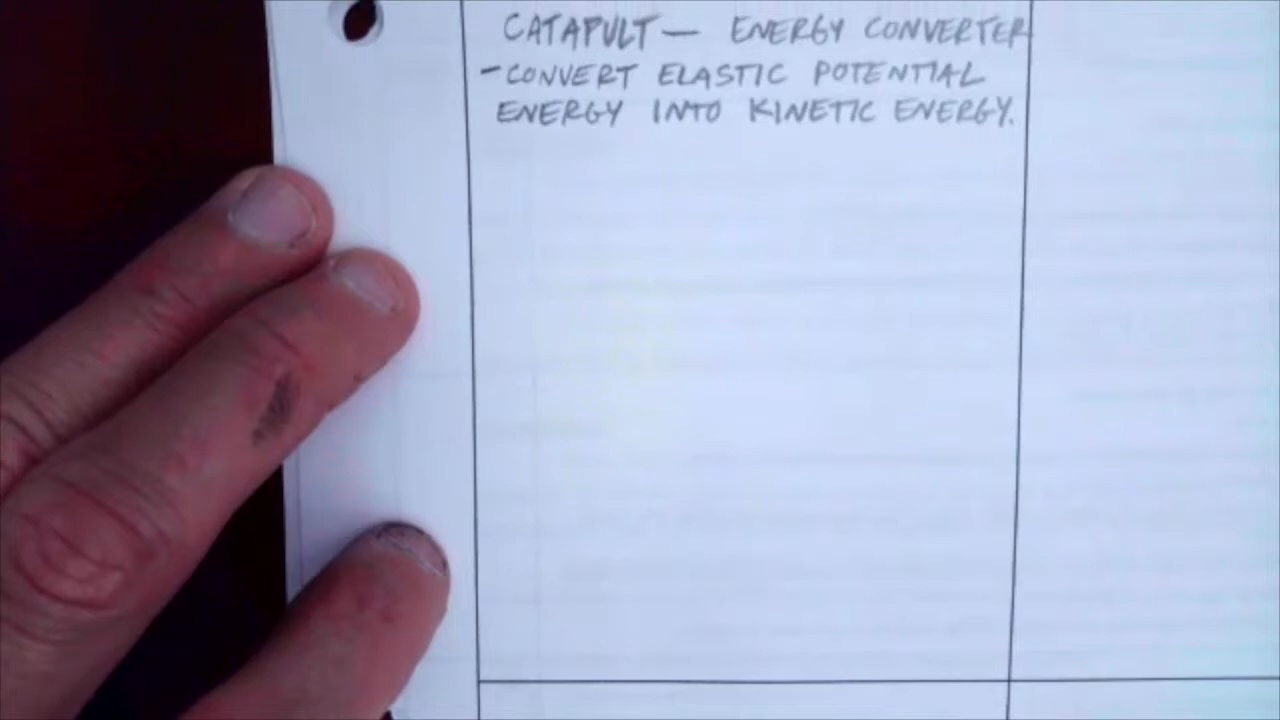 CATAPULT — ENERGY CONVERTER
- CONVERT ELASTIC POTENTIAL
ENERGY INTO KINETIC ENERGY.